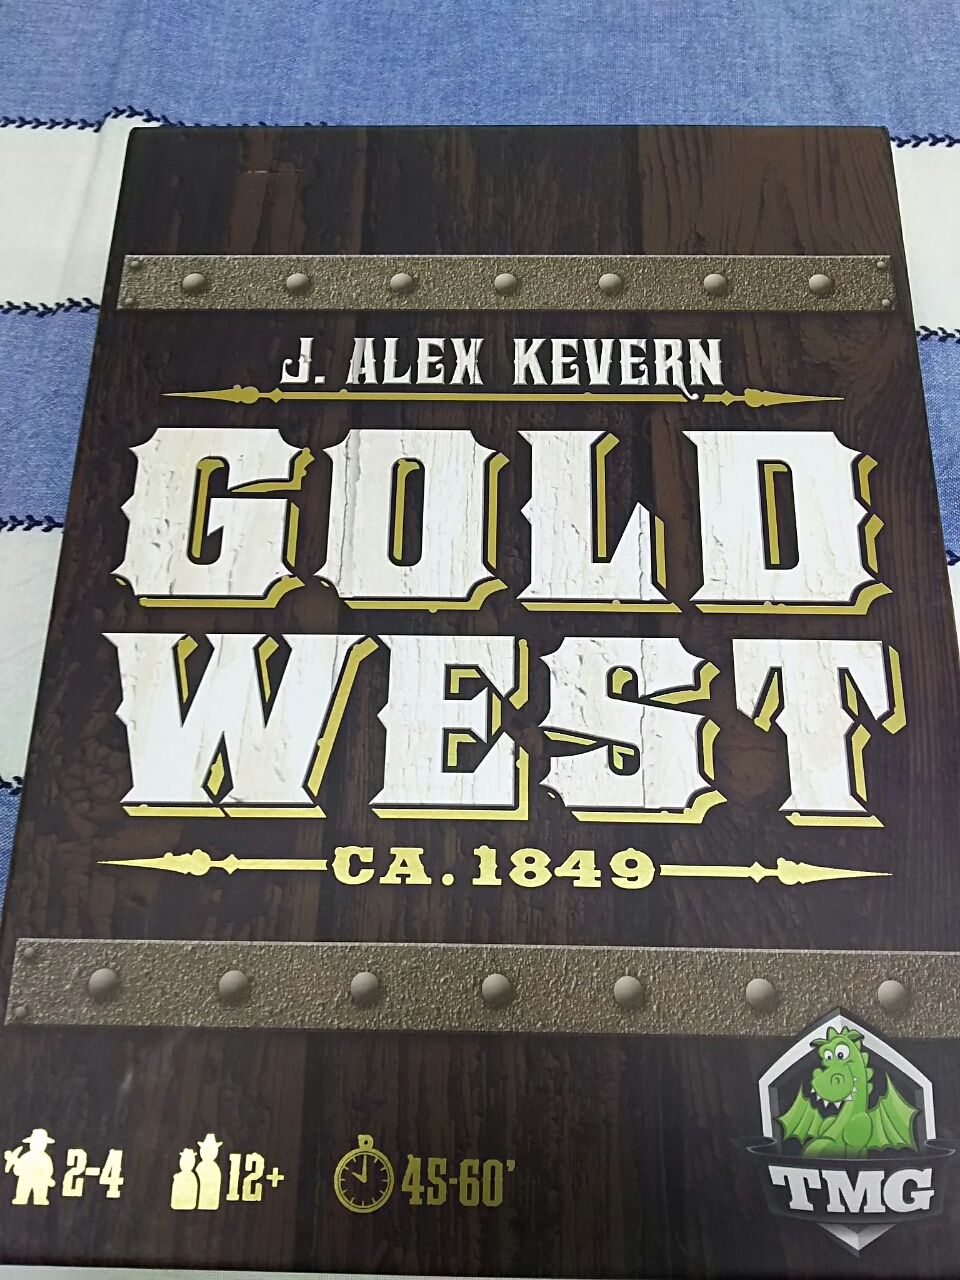 J. ALEX KEVERN
GOLD
WEST
CA. 1849
2-4 12+ 45-60'
TMG